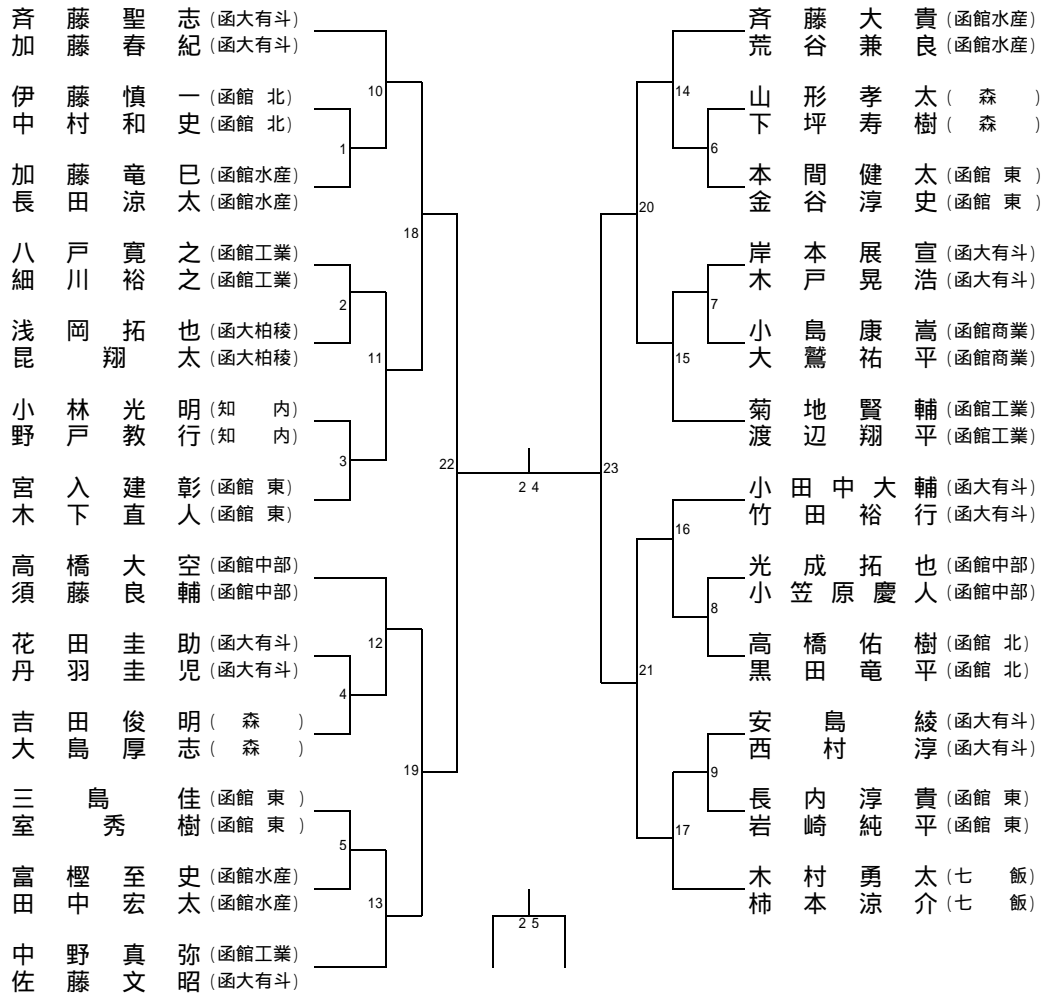 斉藤聖志(函大有斗)
加藤春紀(函大有斗)
伊藤慎一(函館 北)
中村和史(函館 北)
加藤竜巳(函館水産)
長田涼太(函館水産)
八戸寛之(函館工業)
細川裕之(函館工業)
浅岡拓也(函大柏稜)
昆翔太(函大柏稜)
小林光明(知 内)
野戸教行(知 内)
宮入建彰(函館 東)
木下直人(函館 東)
高橋大空(函館中部)
須藤良輔(函館中部)
花田圭助(函大有斗)
丹羽圭児(函大有斗)
吉田俊明( 森 )
大島厚志( 森 )
三島佳(函館 東 )
室秀樹(函館 東 )
富樫至史(函館水産)
田中宏太(函館水産)
中野真弥(函館工業)
佐藤文昭(函大有斗)
10
1
18
2
11
3
22
12
4
19
5
13
24
25
斉藤大貴(函館水産)
荒谷兼良(函館水産)
山形孝太( 森 )
下坪寿樹( 森 )
本間健太(函館 東 )
金谷淳史(函館 東 )
岸本展宣(函大有斗)
木戸晃浩(函大有斗)
小島康嵩(函館商業)
大鷲祐平(函館商業)
菊地賢輔(函館工業)
渡辺翔平(函館工業)
小田中大輔(函大有斗)
竹田裕行(函大有斗)
光成拓也(函館中部)
小笠原慶人(函館中部)
高橋佑樹(函館 北)
黒田竜平(函館 北)
安島綾(函大有斗)
西村淳(函大有斗)
長内淳貴(函館 東)
岩崎純平(函館 東)
木村勇太(七 飯)
柿本涼介(七 飯)
14
6
20
7
15
23
16
8
21
9
17